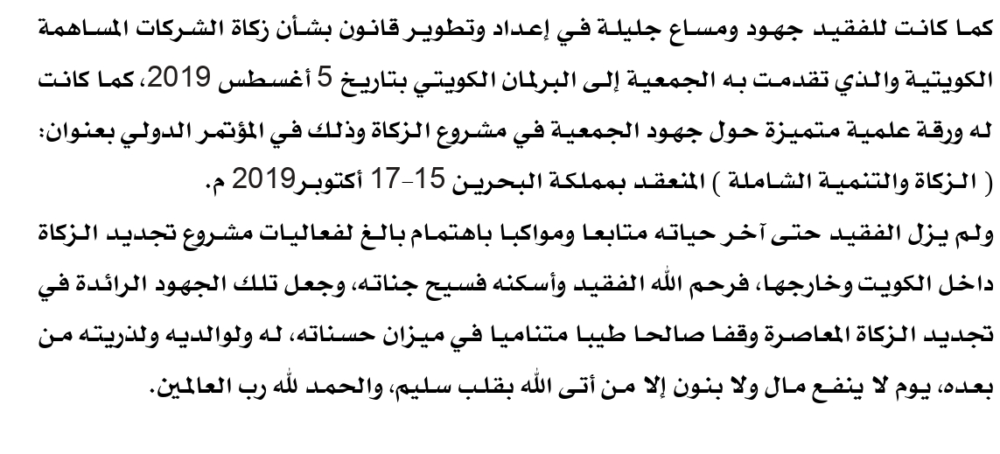 كما كانت للفقيد جهود ومساع جليلة في إعداد وتطوير قانون بشأن زكاة الشركات المساهمة
الكويتية والذي تقدمت به الجمعية إلى البرلمان الكويتي بتاريخ 5 أغسطس 2019، كما كانت
له ورقة علمية متميزة حول جهود الجمعية في مشروع الزكاة وذلك في المؤتمر الدولي بعنوان:
( الزكاة والتنمية الشاملة ) المنعقد بمملكة البحرين 15-17 أكتوبر2019 م.
ولم يزل الفقيد حتى آخر حياته متابعا ومواكبا باهتمام بالغ لفعاليات مشروع تجديد الزكاة
داخل الكويت وخارجها، فرحم الله الفقيد وأسكنه فسيح جناته، وجعل تلك الجهود الرائدة في
تجديد الزكاة المعاصرة وقفا صالحا طيبا متناميا في ميزان حسناته، له ولوالديه ولذريته من
بعده، يوم لا ينفع مال ولا بنون إلا من أتى الله بقلب سليم، والحمد لله رب العالمين.